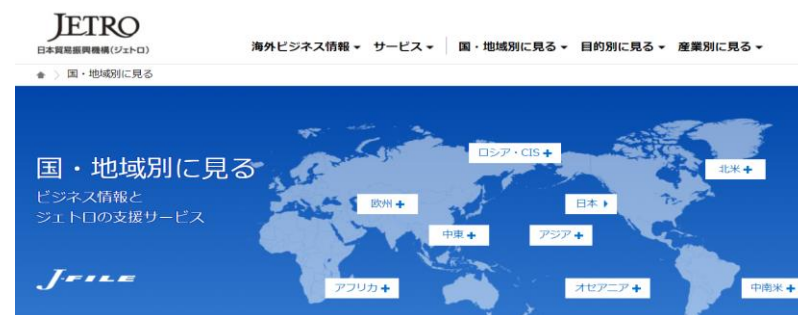 JETRO
日本貿易振興機構(ジェトロ)
海外ビジネス情報 サービス 国・地域別に見る 目的別に見る 産業別に見る
国・地域別に見る
国・地域別に見る
ビジネス情報と
ジェトロの支援サービス
J-FILE
ロシア・CIS +
北米 +
欧州 +
日本
中東 +
アジア +
アフリカ +
オセアニア +
中南米 +